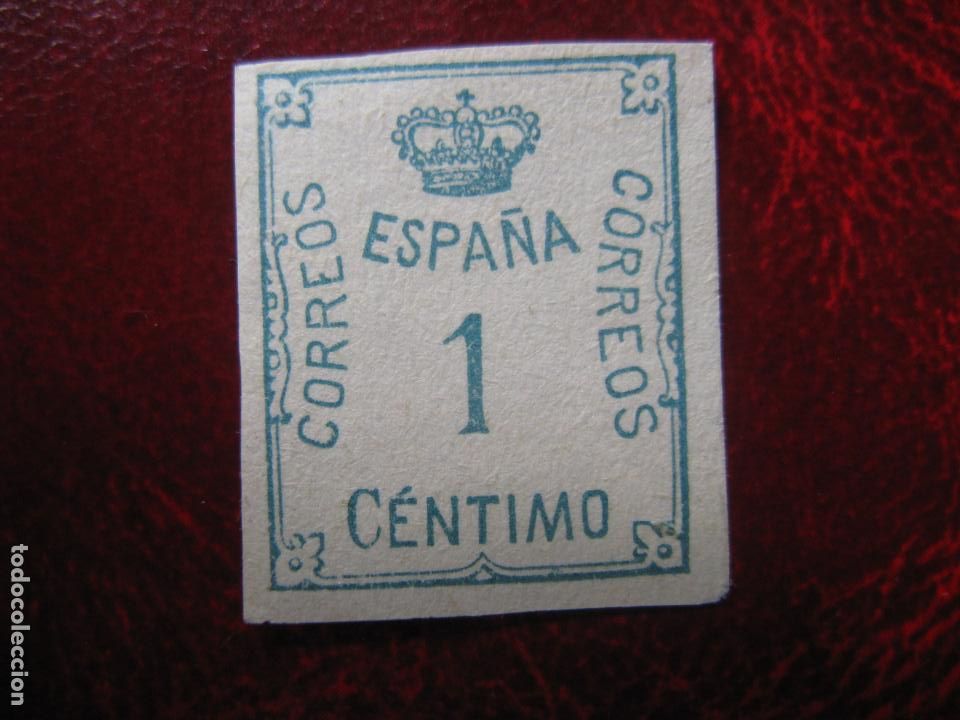 ESPAÑA
CORREOS
CORREOS
1
CÉNTIMO
todocoleccion